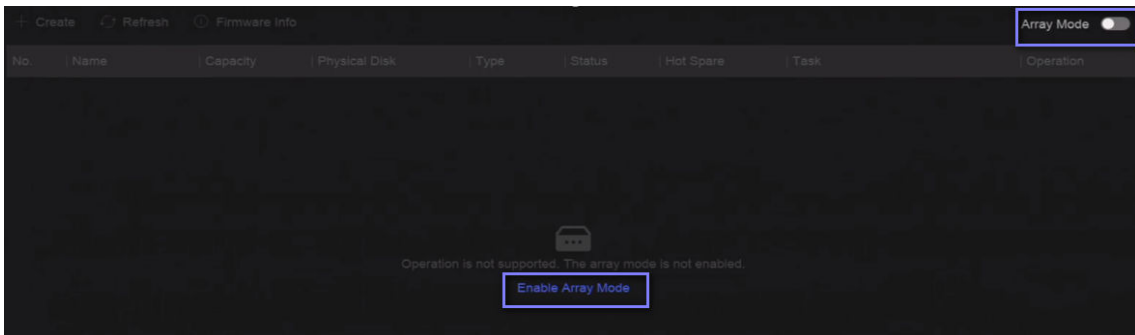 Create Refresh Firmware Info Array Mode
No. Name Capacity Physical Disk Type Status Hot Spare Task Operation
Operation is not supported. The array mode is not enabled.
Enable Array Mode